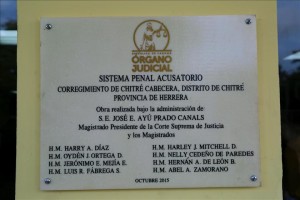 ÓRGANO
JUDICIAL
SISTEMA PENAL ACUSATORIO
CORREGIMIENTO DE CHITRÉ CABECERA, DISTRITO DE CHITRÉ
PROVINCIA DE HERRERA
Obra realizada bajo la administración de
S. E. JOSÉ E. AYÚ PRADO CANALS
Magistrado Presidente de la Corte Suprema de Justicia
y los Magistrados
H.M. HARRY A. DÍAZ
H.M. OYDÉN J. ORTEGA D.
H.M. JERÓNIMO E. MEJÍA E.
H.M. LUIS R. FÁBREGA S.
H.M. HARLEY J. MITCHELL D.
H.M. NELLY CEDEÑO DE PAREDES
H.M. HERNÁN A. DE LEÓN B.
H.M. ABEL A. ZAMORANO
OCTUBRE 2015